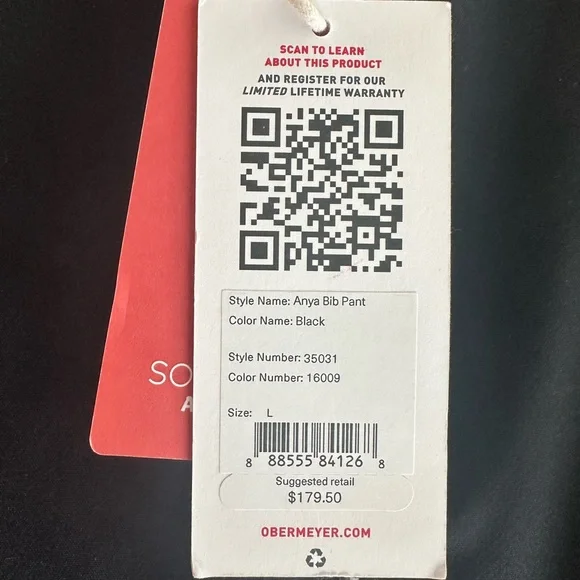 SCAN TO LEARN
ABOUT THIS PRODUCT
AND REGISTER FOR OUR
LIMITED LIFETIME WARRANTY
Style Name: Anya Bib Pant
Color Name: Black
Style Number: 35031
Color Number: 16009
Size: L
8 88555 84126 8
Suggested retail
$179.50
OBERMEYER.COM